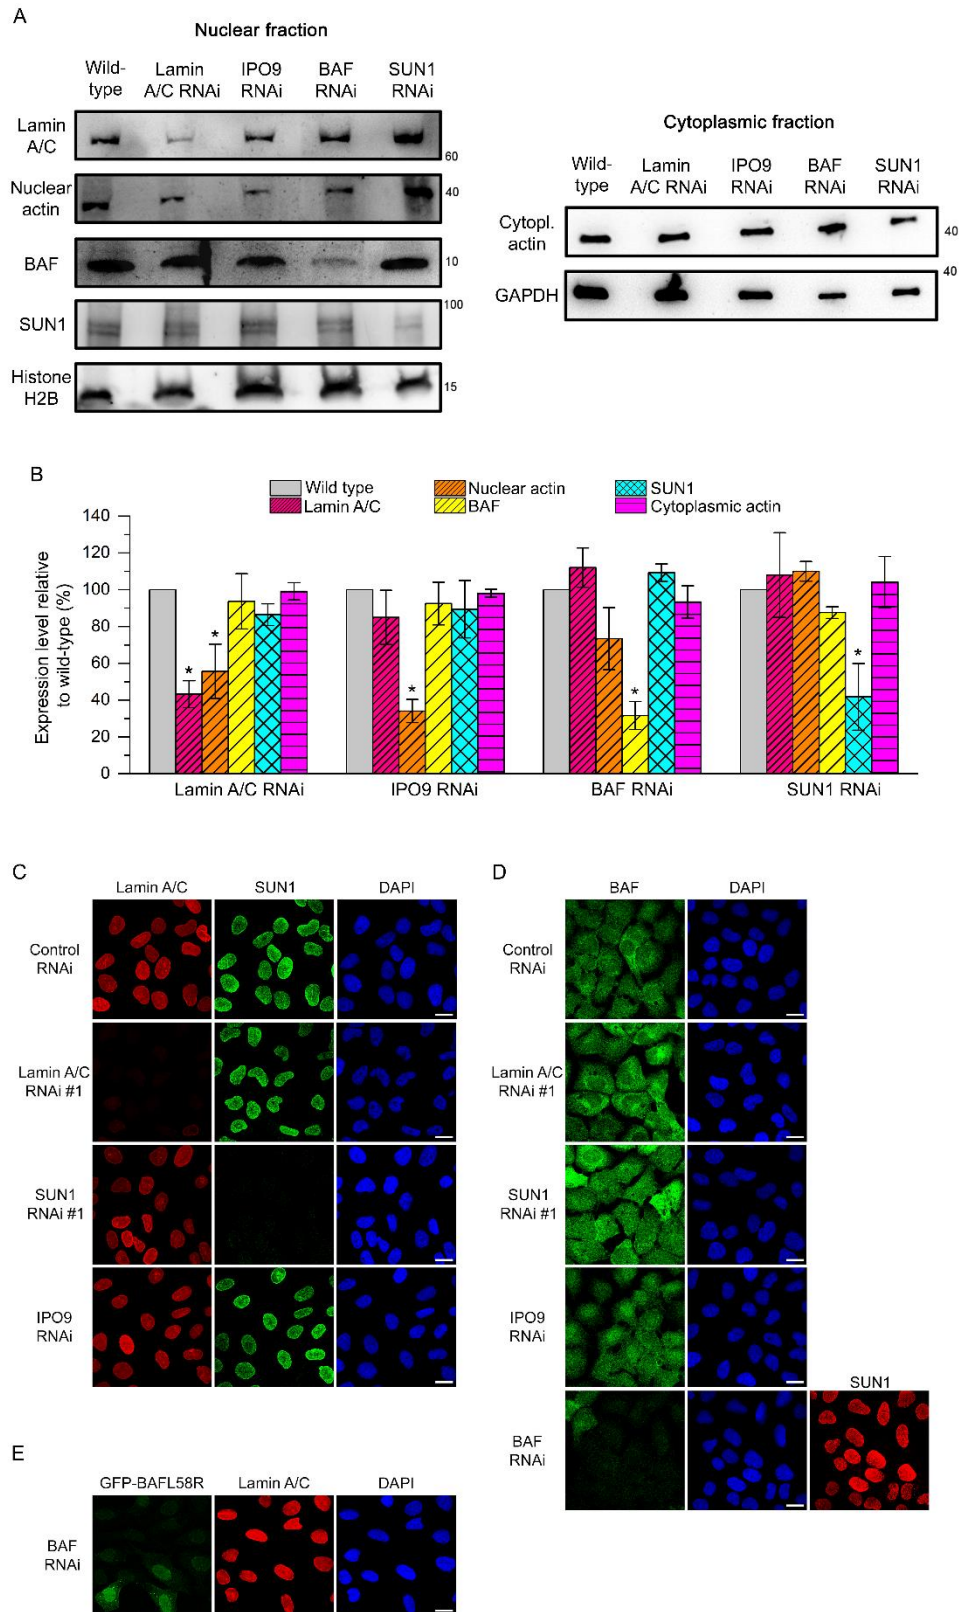 A
Nuclear fraction
Wild-
type
Lamin
A/C RNAi
IPO9
RNAi
BAF
RNAi
SUN1
RNAi
Lamin
A/C
60
Nuclear
actin
40
BAF
10
SUN1
100
Histone
H2B
15
Cytoplasmic fraction
Wild-
type
Lamin
A/C RNAi
IPO9
RNAi
BAF
RNAi
SUN1
RNAi
Cytopl.
actin
40
GAPDH
40
B
Wild type
Nuclear actin
SUN1
Lamin A/C
BAF
Cytoplasmic actin
Expression level relative
to wild-type (%)
140
120
100
80
60
40
20
0
* * * * *
Lamin A/C RNAi IPO9 RNAi BAF RNAi SUN1 RNAi
C
Lamin A/C SUN1 DAPI
Control
RNAi
Lamin A/C
RNAi #1
SUN1
RNAi #1
IPO9
RNAi
D
BAF DAPI
Control
RNAi
Lamin A/C
RNAi #1
SUN1
RNAi #1
IPO9
RNAi
SUN1
BAF
RNAi
E
GFP-BAFL58R Lamin A/C DAPI
BAF
RNAi